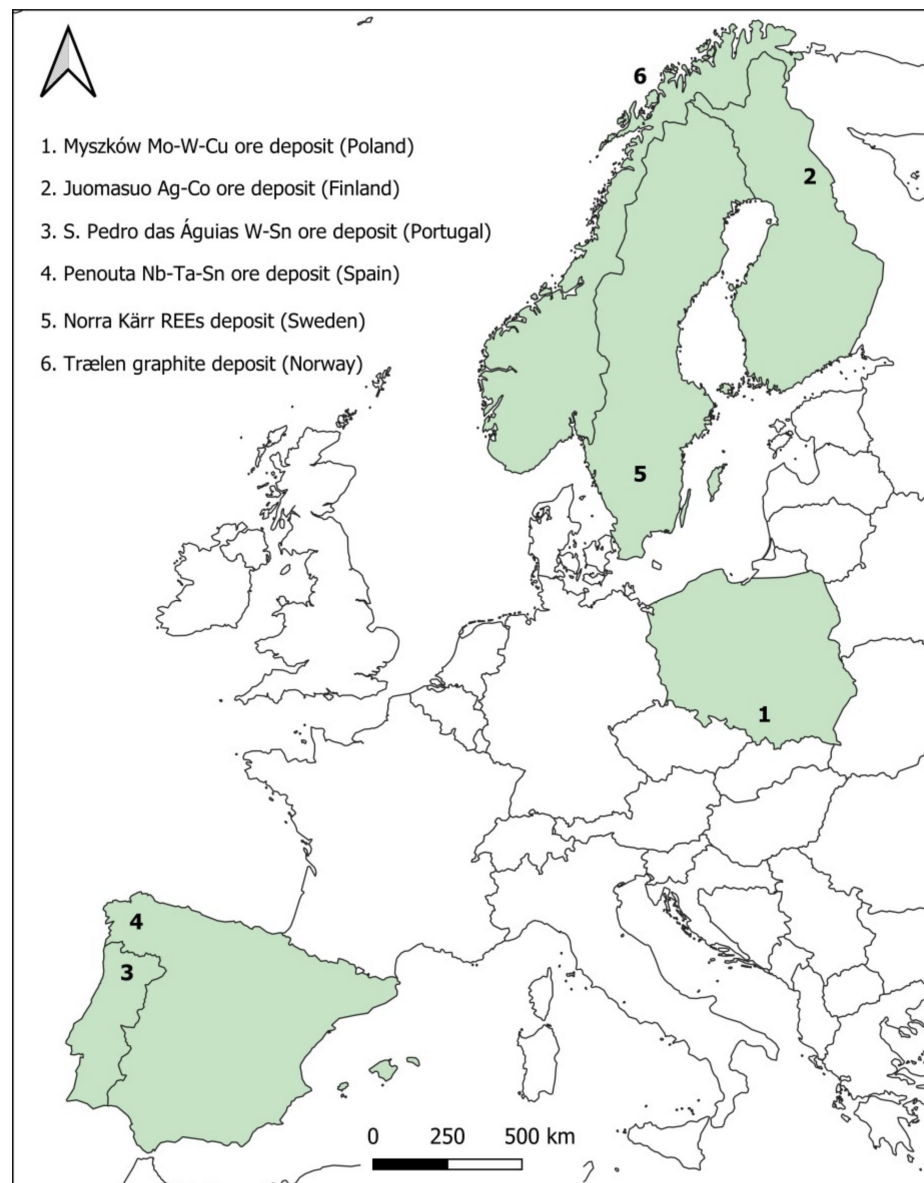 1. Myszków Mo-W-Cu ore deposit (Poland)
2. Juomasuo Ag-Co ore deposit (Finland)
3. S. Pedro das Águias W-Sn ore deposit (Portugal)
4. Penouta Nb-Ta-Sn ore deposit (Spain)
5. Norra Kärr REEs deposit (Sweden)
6. Trælen graphite deposit (Norway)
6
2
5
1
4
3
0 250 500 km